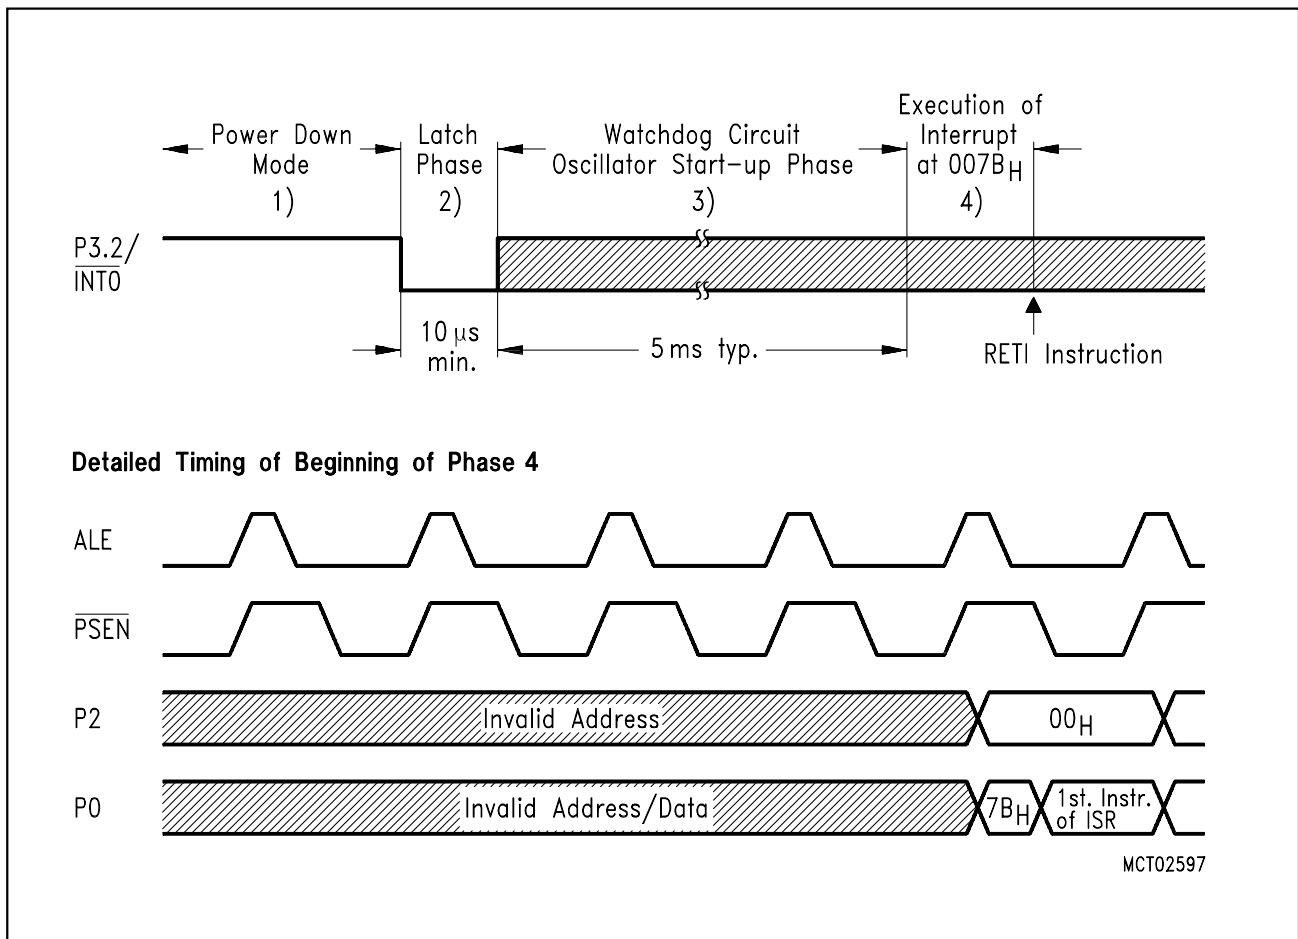 Power Down
Mode
1)
Latch
Phase
2)
Watchdog Circuit
Oscillator Start-up Phase
3)
Execution of
Interrupt
at 007BH
4)
P3.2/
INT0
10 μs
min.
5 ms typ.
RETI Instruction
Detailed Timing of Beginning of Phase 4
ALE
PSEN
P2
Invalid Address
00H
P0
Invalid Address/Data
7BH
1st. Instr.
of ISR
MCT02597